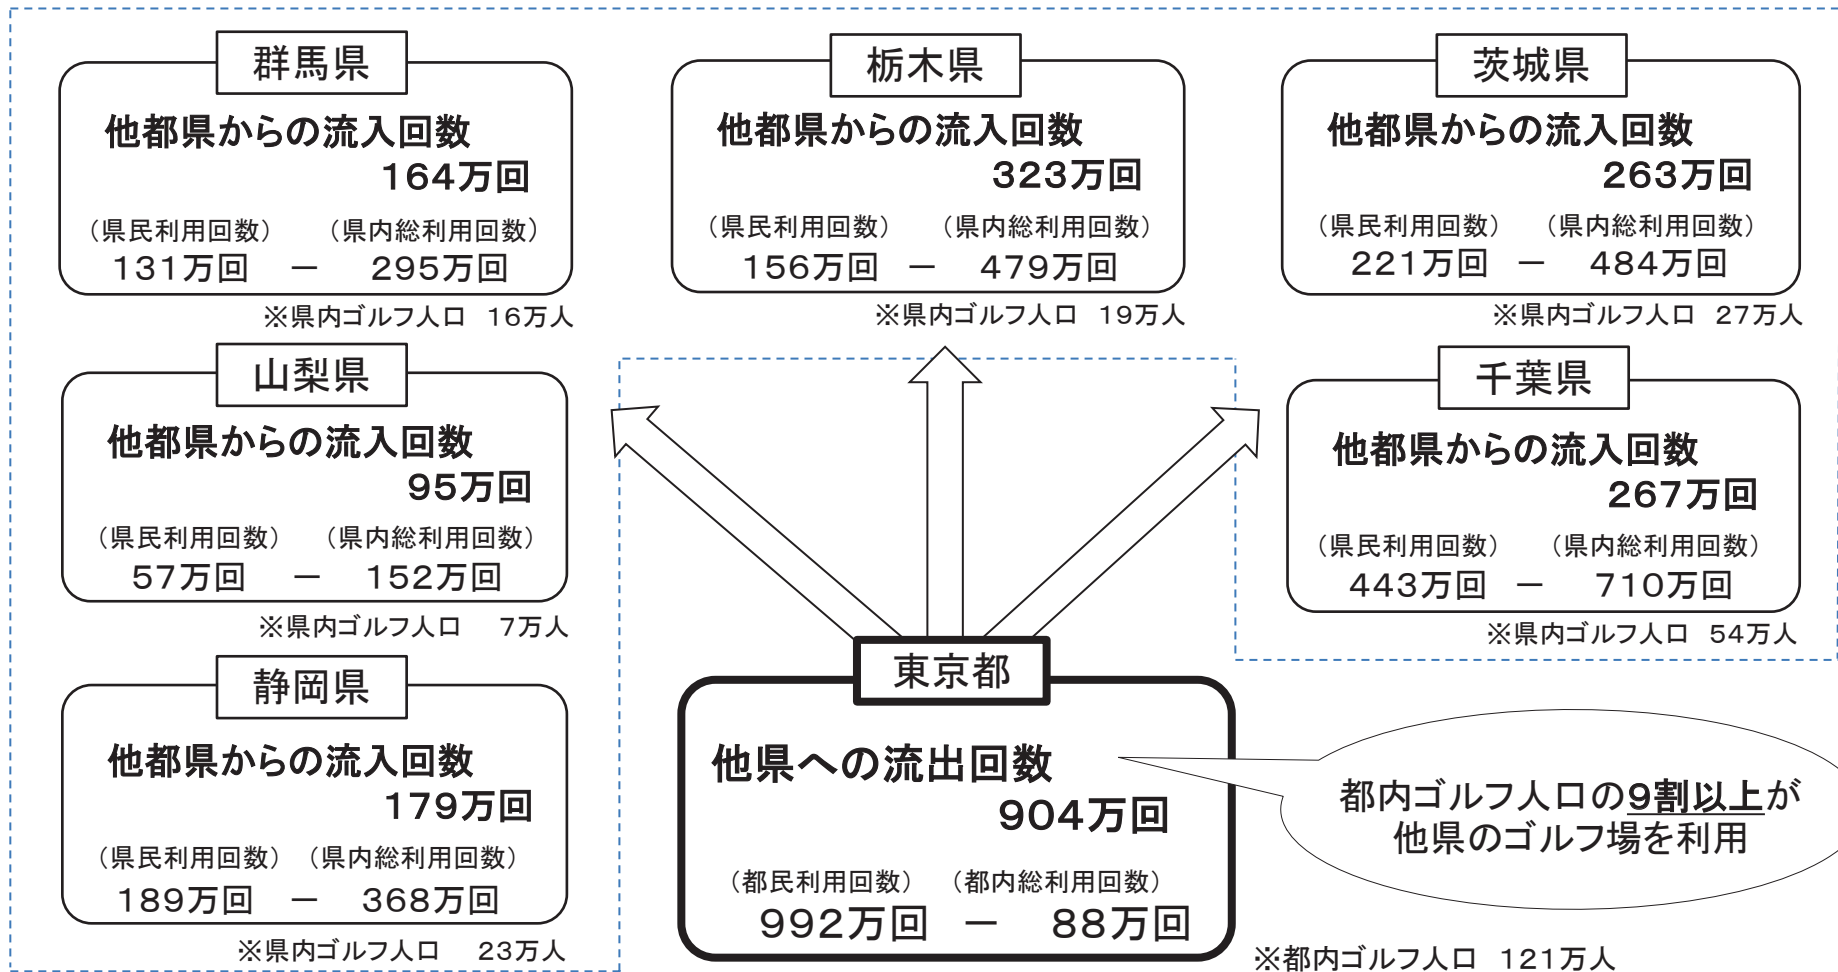 群馬県
他都県からの流入回数
164万回
（県民利用回数） （県内総利用回数）
131万回 － 295万回
※県内ゴルフ人口 16万人
栃木県
他都県からの流入回数
323万回
（県民利用回数） （県内総利用回数）
156万回 － 479万回
※県内ゴルフ人口 19万人
茨城県
他都県からの流入回数
263万回
（県民利用回数） （県内総利用回数）
221万回 － 484万回
※県内ゴルフ人口 27万人
山梨県
他都県からの流入回数
95万回
（県民利用回数） （県内総利用回数）
57万回 － 152万回
※県内ゴルフ人口 7万人
千葉県
他都県からの流入回数
267万回
（県民利用回数） （県内総利用回数）
443万回 － 710万回
※県内ゴルフ人口 54万人
静岡県
他都県からの流入回数
179万回
（県民利用回数） （県内総利用回数）
189万回 － 368万回
※県内ゴルフ人口 23万人
東京都
他県への流出回数
904万回
（都民利用回数） （都内総利用回数）
992万回 － 88万回
※都内ゴルフ人口 121万人
都内ゴルフ人口の9割以上が
他県のゴルフ場を利用